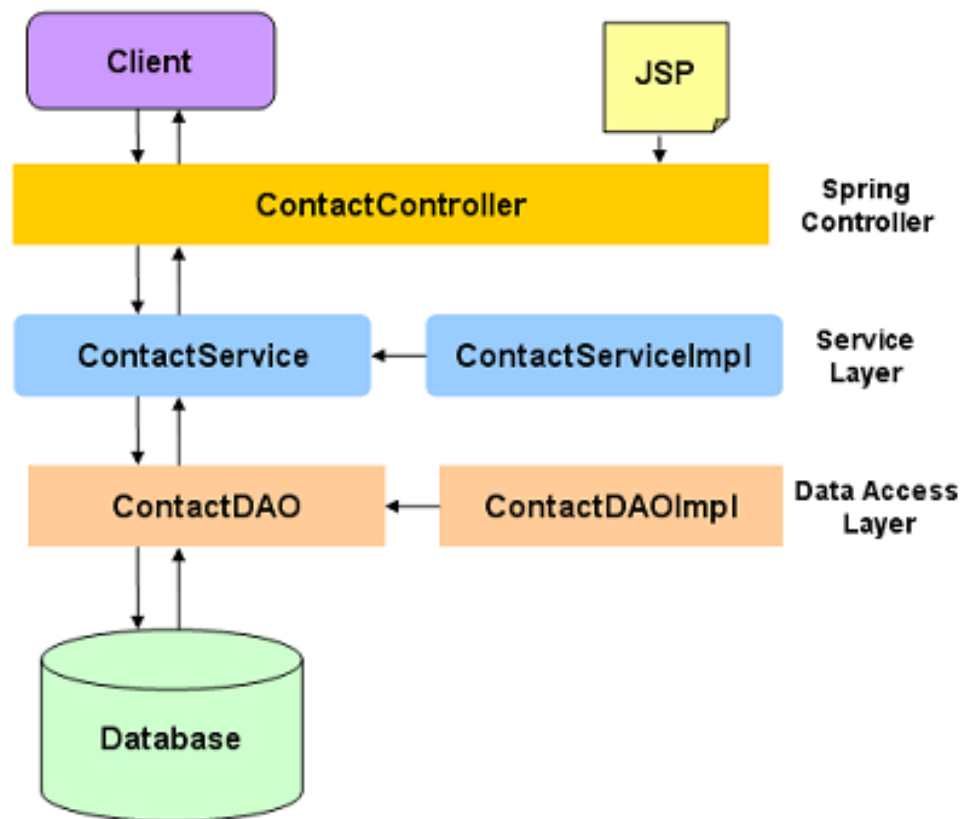 Client
JSP
ContactController
Spring
Controller
ContactService
ContactServiceImpl
Service
Layer
ContactDAO
ContactDAOImpl
Data Access
Layer
Database